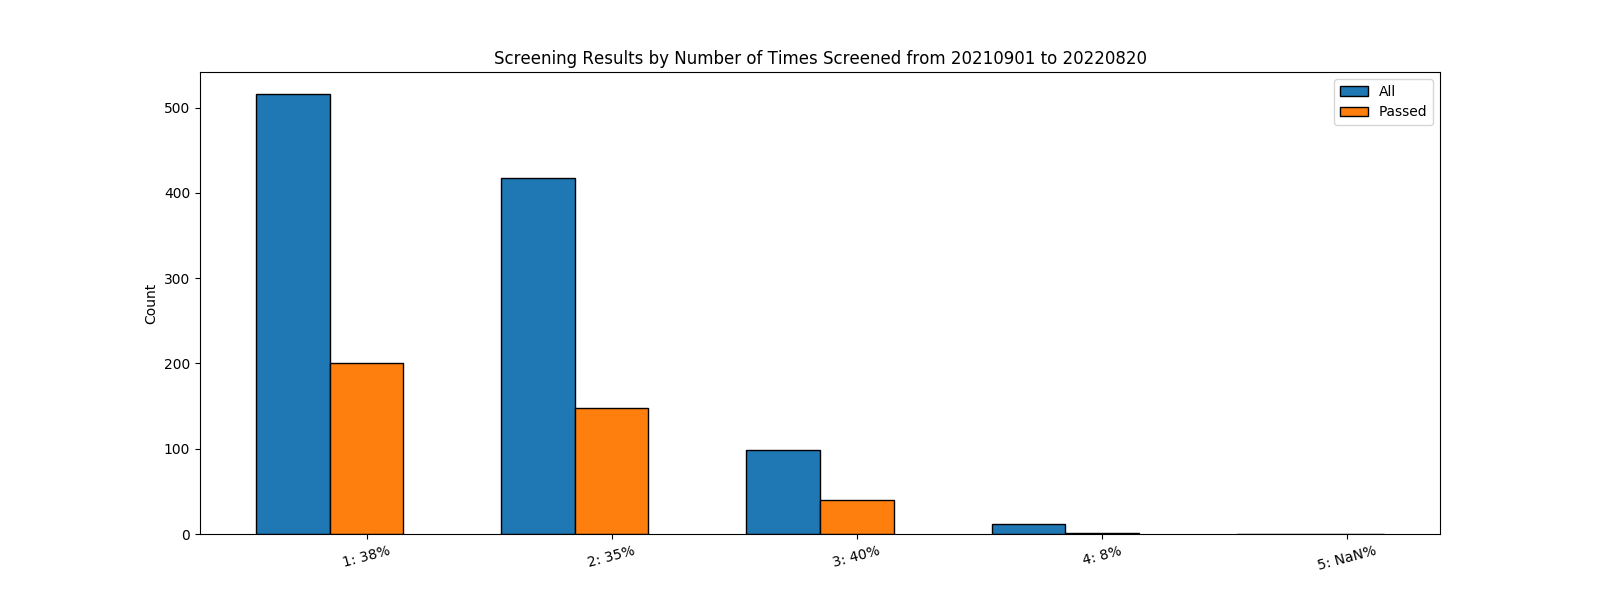 Screening Results by Number of Times Screened from 20210901 to 20220820
All
Passed
500
400
300
200
100
0
Count
1: 38%
2: 35%
3: 40%
4: 8%
5: NaN%